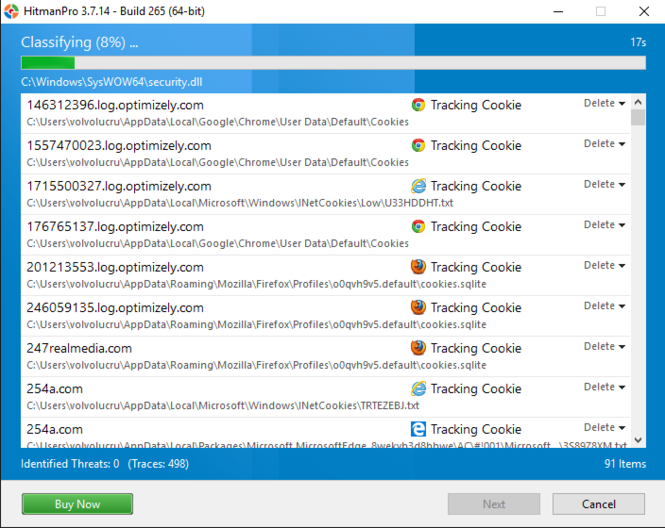 HitmanPro 3.7.14 - Build 265 (64-bit)
Classifying (8%) ... 17s
C:\Windows\SysWOW64\security.dll
146312396.log.optimizely.com Tracking Cookie Delete
C:\Users\volvolucru\AppData\Local\Google\Chrome\User Data\Default\Cookies
1557470023.log.optimizely.com Tracking Cookie Delete
C:\Users\volvolucru\AppData\Local\Google\Chrome\User Data\Default\Cookies
1715500327.log.optimizely.com Tracking Cookie Delete
C:\Users\volvolucru\AppData\Local\Microsoft\Windows\INetCookies\Low\U33HDDHT.txt
176765137.log.optimizely.com Tracking Cookie Delete
C:\Users\volvolucru\AppData\Local\Google\Chrome\User Data\Default\Cookies
201213553.log.optimizely.com Tracking Cookie Delete
C:\Users\volvolucru\AppData\Roaming\Mozilla\Firefox\Profiles\o0qvh9v5.default\cookies.sqlite
246059135.log.optimizely.com Tracking Cookie Delete
C:\Users\volvolucru\AppData\Roaming\Mozilla\Firefox\Profiles\o0qvh9v5.default\cookies.sqlite
247realmedia.com Tracking Cookie Delete
C:\Users\volvolucru\AppData\Roaming\Mozilla\Firefox\Profiles\o0qvh9v5.default\cookies.sqlite
254a.com Tracking Cookie Delete
C:\Users\volvolucru\AppData\Local\Microsoft\Windows\INetCookies\TRTEZEBJ.txt
254a.com Tracking Cookie Delete
C:\Users\volvolucru\AppData\Local\Packages\Microsoft.MicrosoftEdge_8wekyb3d8bbwe\AC\#!001\Microsoft...\3S8978XM.txt
Identified Threats: 0 (Traces: 498) 91 Items
Buy Now Next Cancel